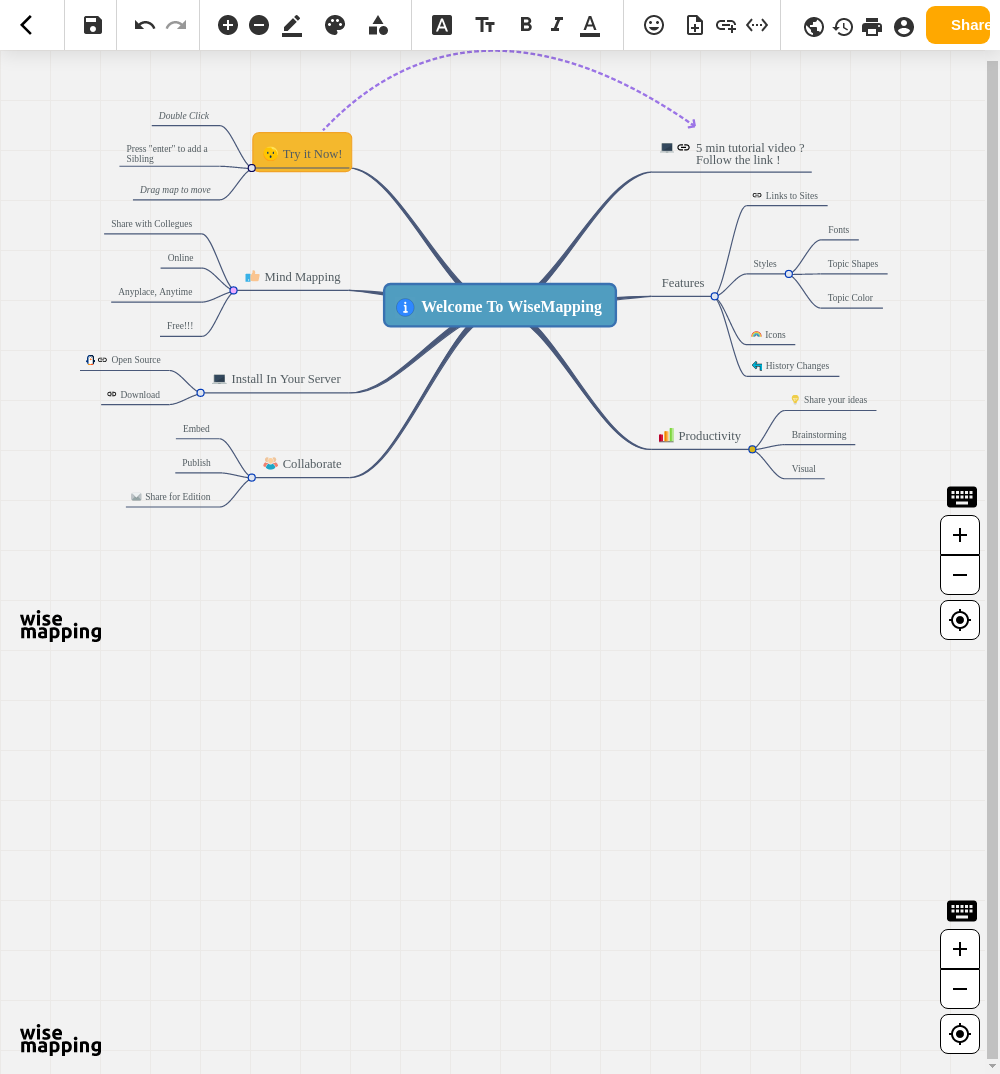 Share
Double Click
Press "enter" to add a
Sibling
Drag map to move
Try it Now!
Share with Collegues
Online
Anyplace, Anytime
Free!!!
Mind Mapping
Open Source
Download
Install In Your Server
Embed
Publish
Share for Edition
Collaborate
Welcome To WiseMapping
5 min tutorial video ?
Follow the link !
Links to Sites
Features
Styles
Fonts
Topic Shapes
Topic Color
Icons
History Changes
Productivity
Share your ideas
Brainstorming
Visual
wise
mapping
wise
mapping